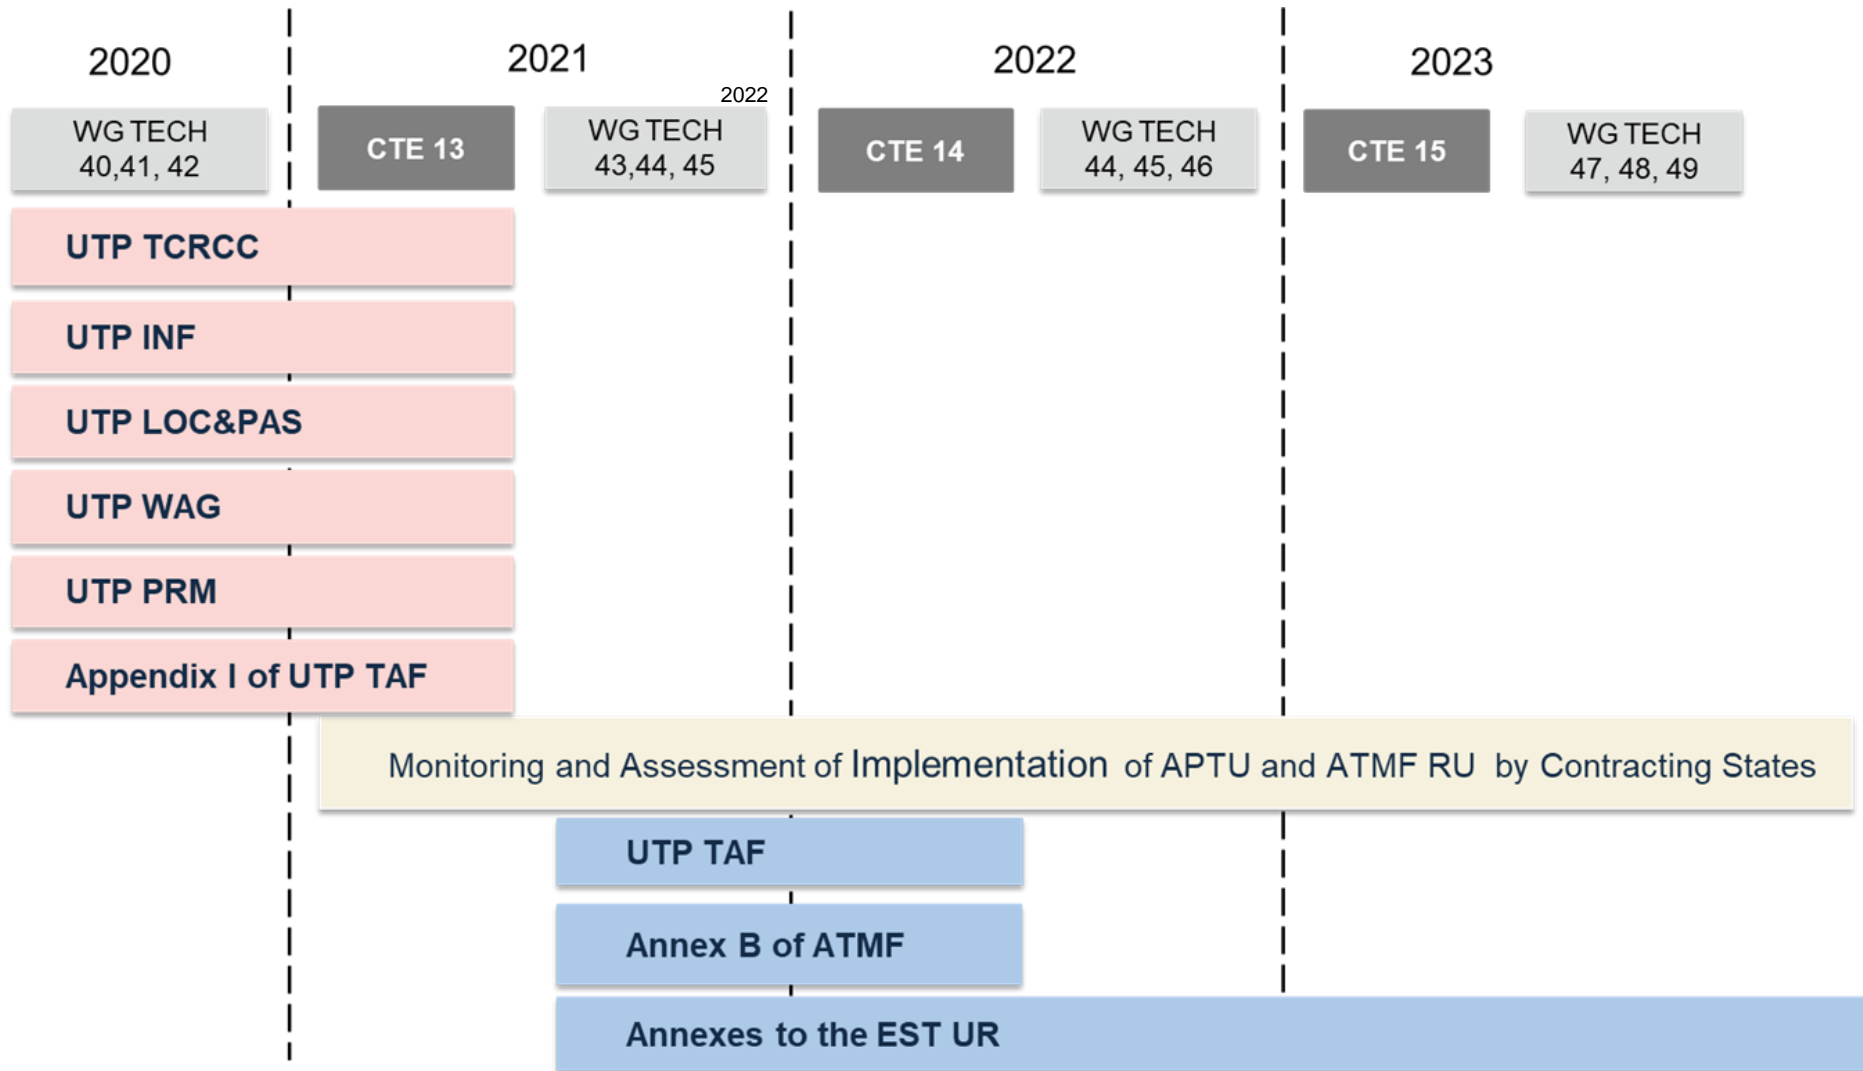 2020
2021
2022
2023
2022
WG TECH
40,41, 42
CTE 13
WG TECH
43,44, 45
CTE 14
WG TECH
44, 45, 46
CTE 15
WG TECH
47, 48, 49
UTP TCRCC
UTP INF
UTP LOC&PAS
UTP WAG
UTP PRM
Appendix I of UTP TAF
Monitoring and Assessment of Implementation of APTU and ATMF RU by Contracting States
UTP TAF
Annex B of ATMF
Annexes to the EST UR